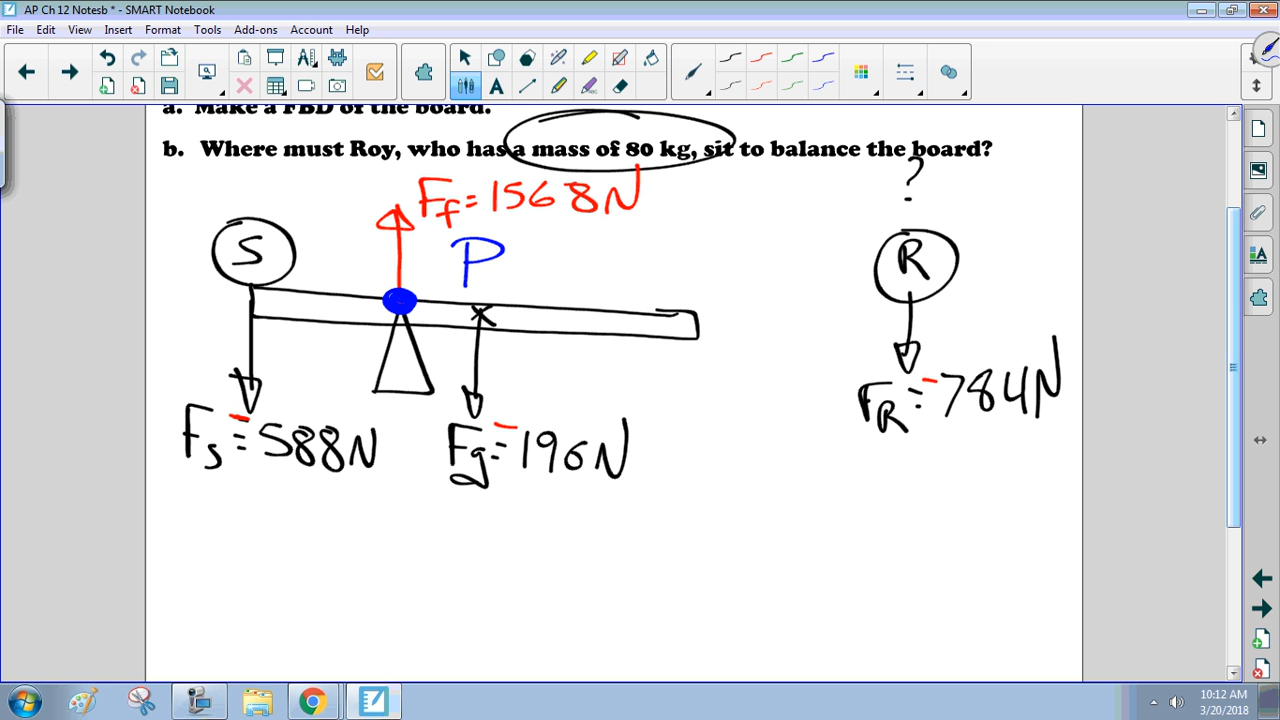 AP Ch 12 Notesb * - SMART Notebook
File Edit View Insert Format Tools Add-ons Account Help
a. Make a FBD of the board.
b. Where must Roy, who has a mass of 80 kg, sit to balance the board?
?
Ff = 1568N
S
P
R
FR = -784N
Fs = -588N
Fg = -196N
10:12 AM
3/20/2018